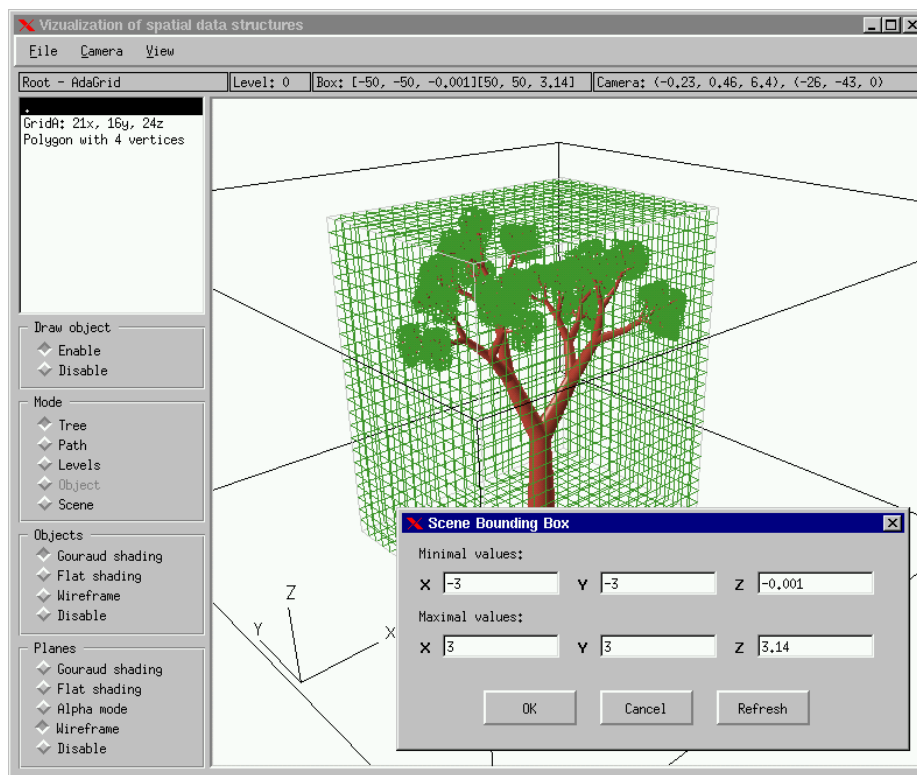 Vizualization of spatial data structures
File Camera View
Root - AdaGrid Level: 0 Box: [-50, -50, -0.001][50, 50, 3.14] Camera: (-0.23, 0.46, 6.4), (-26, -43, 0)
.
GridA: 21x, 16y, 24z
Polygon with 4 vertices
Draw object
Enable
Disable
Mode
Tree
Path
Levels
Object
Scene
Objects
Gouraud shading
Flat shading
Wireframe
Disable
Planes
Gouraud shading
Flat shading
Alpha mode
Wireframe
Disable
Z
Y
X
Scene Bounding Box
Minimal values:
X -3 Y -3 Z -0.001
Maximal values:
X 3 Y 3 Z 3.14
OK Cancel Refresh